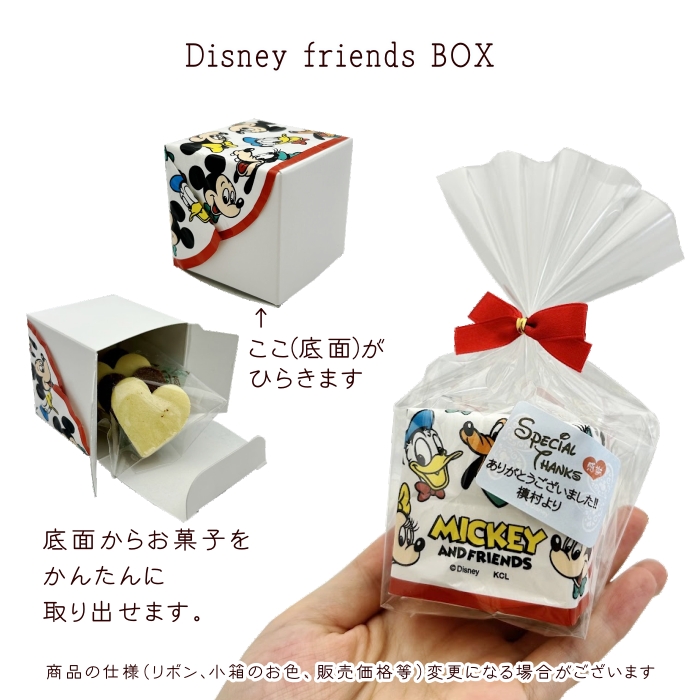 Disney friends BOX
↑
ここ(底面)が
ひらきます
底面からお菓子を
かんたんに
取り出せます。
SPECIAL
THANKS
感謝
ありがとうございました!!
槙村より
MICKEY
AND FRIENDS
©Disney KCL
商品の仕様(リボン、小箱のお色、販売価格等)変更になる場合がございます